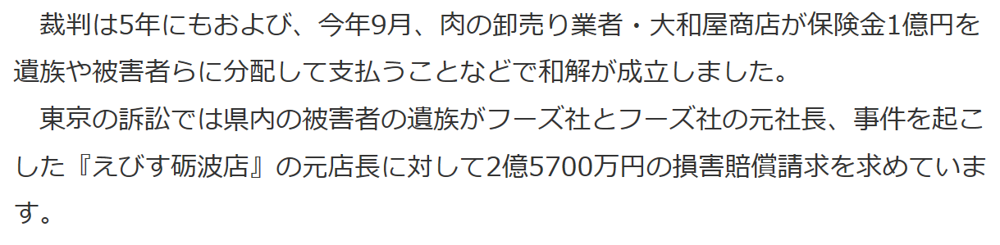 裁判は5年にもおよび、今年9月、肉の卸売り業者・大和屋商店が保険金1億円を
遺族や被害者らに分配して支払うことなどで和解が成立しました。
　東京の訴訟では県内の被害者の遺族がフーズ社とフーズ社の元社長、事件を起こ
した『えびす砺波店』の元店長に対して2億5700万円の損害賠償請求を求めていま
す。